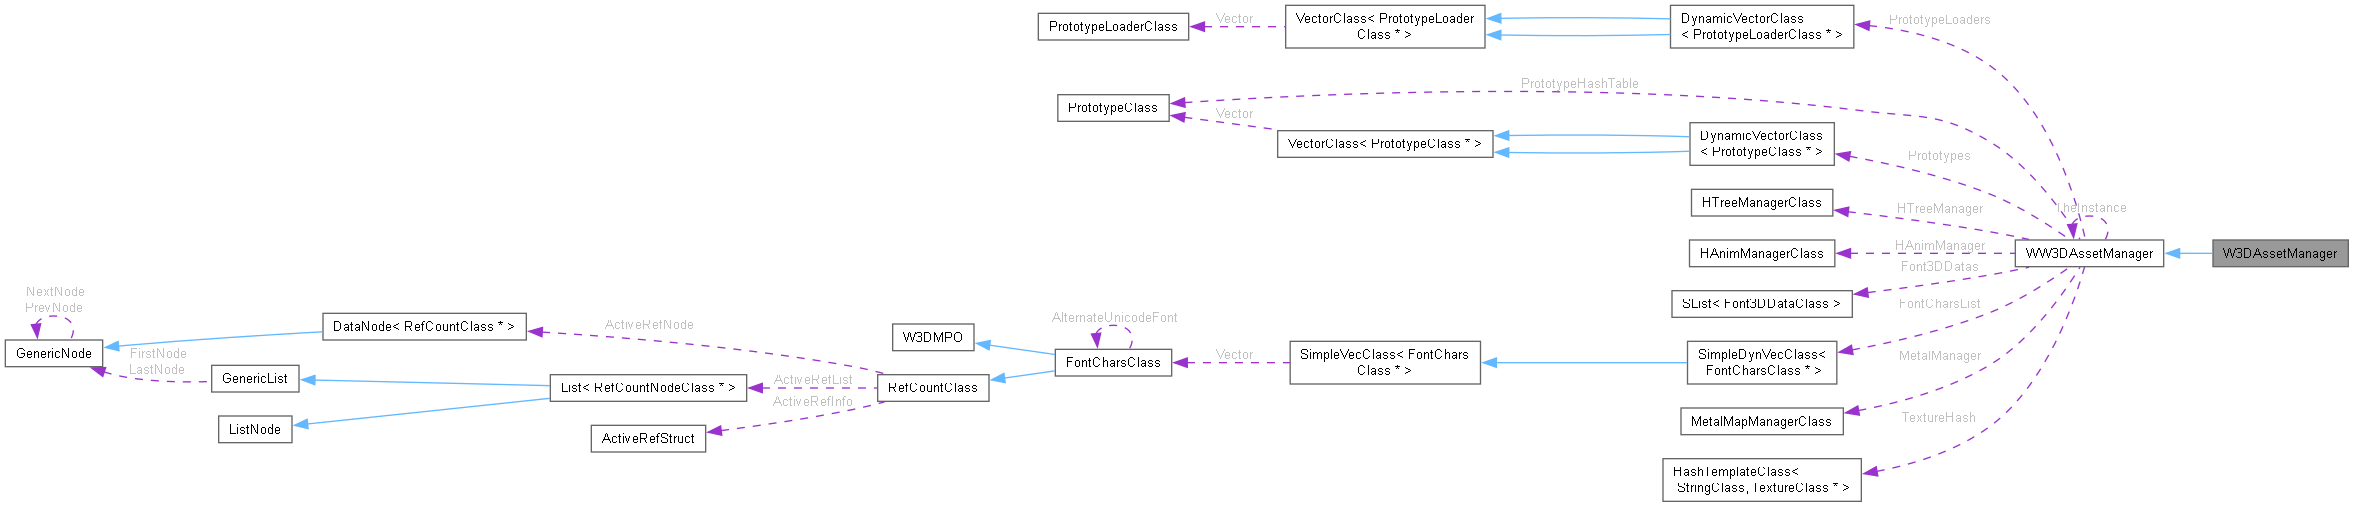 PrototypeLoaderClass
Vector
VectorClass< PrototypeLoader
Class * >
DynamicVectorClass
< PrototypeLoaderClass * >
PrototypeLoaders
PrototypeClass
PrototypeHashTable
Vector
VectorClass< PrototypeClass * >
DynamicVectorClass
< PrototypeClass * >
Prototypes
HTreeManagerClass
HTreeManager
TheInstance
HAnimManagerClass
HAnimManager
WW3DAssetManager
W3DAssetManager
SList< Font3DDataClass >
Font3DDatas
FontCharsList
NextNode
PrevNode
GenericNode
FirstNode
LastNode
DataNode< RefCountClass * >
ActiveRefNode
GenericList
List< RefCountNodeClass * >
ActiveRefList
ActiveRefInfo
ListNode
ActiveRefStruct
RefCountClass
W3DMPO
AlternateUnicodeFont
FontCharsClass
Vector
SimpleVecClass< FontChars
Class * >
SimpleDynVecClass<
FontCharsClass * >
MetalManager
MetalMapManagerClass
TextureHash
HashTemplateClass<
StringClass, TextureClass * >